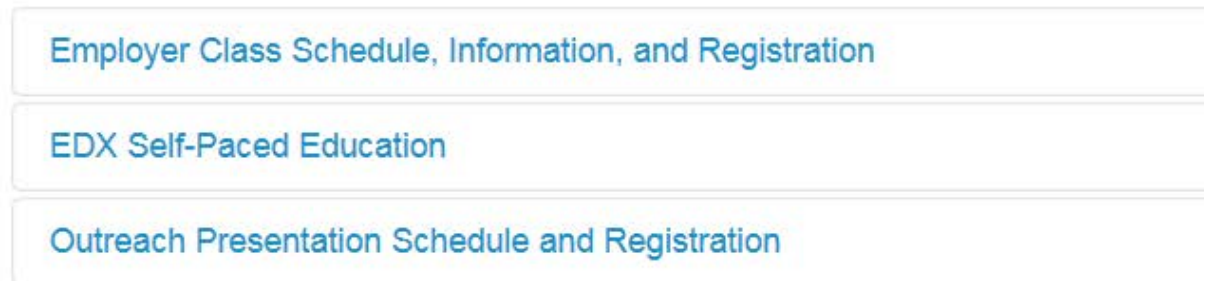 Employer Class Schedule, Information, and Registration
EDX Self-Paced Education
Outreach Presentation Schedule and Registration